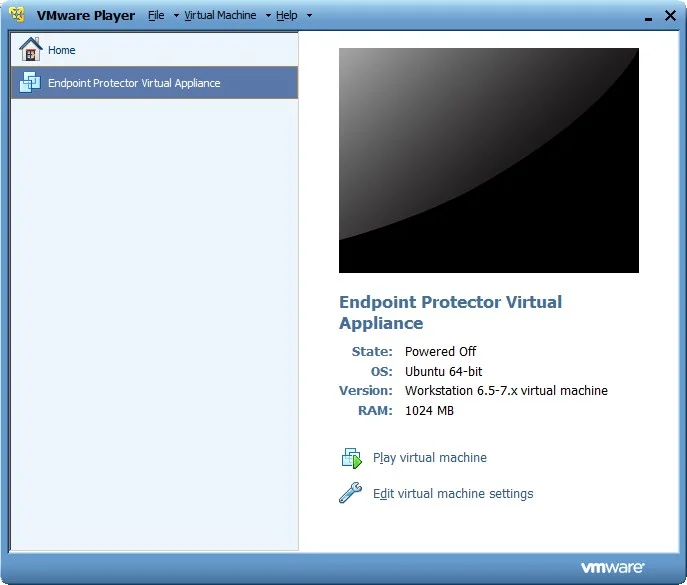 VMware Player File Virtual Machine Help
Home
Endpoint Protector Virtual Appliance
Endpoint Protector Virtual
Appliance
State: Powered Off
OS: Ubuntu 64-bit
Version: Workstation 6.5-7.x virtual machine
RAM: 1024 MB
Play virtual machine
Edit virtual machine settings
vmware